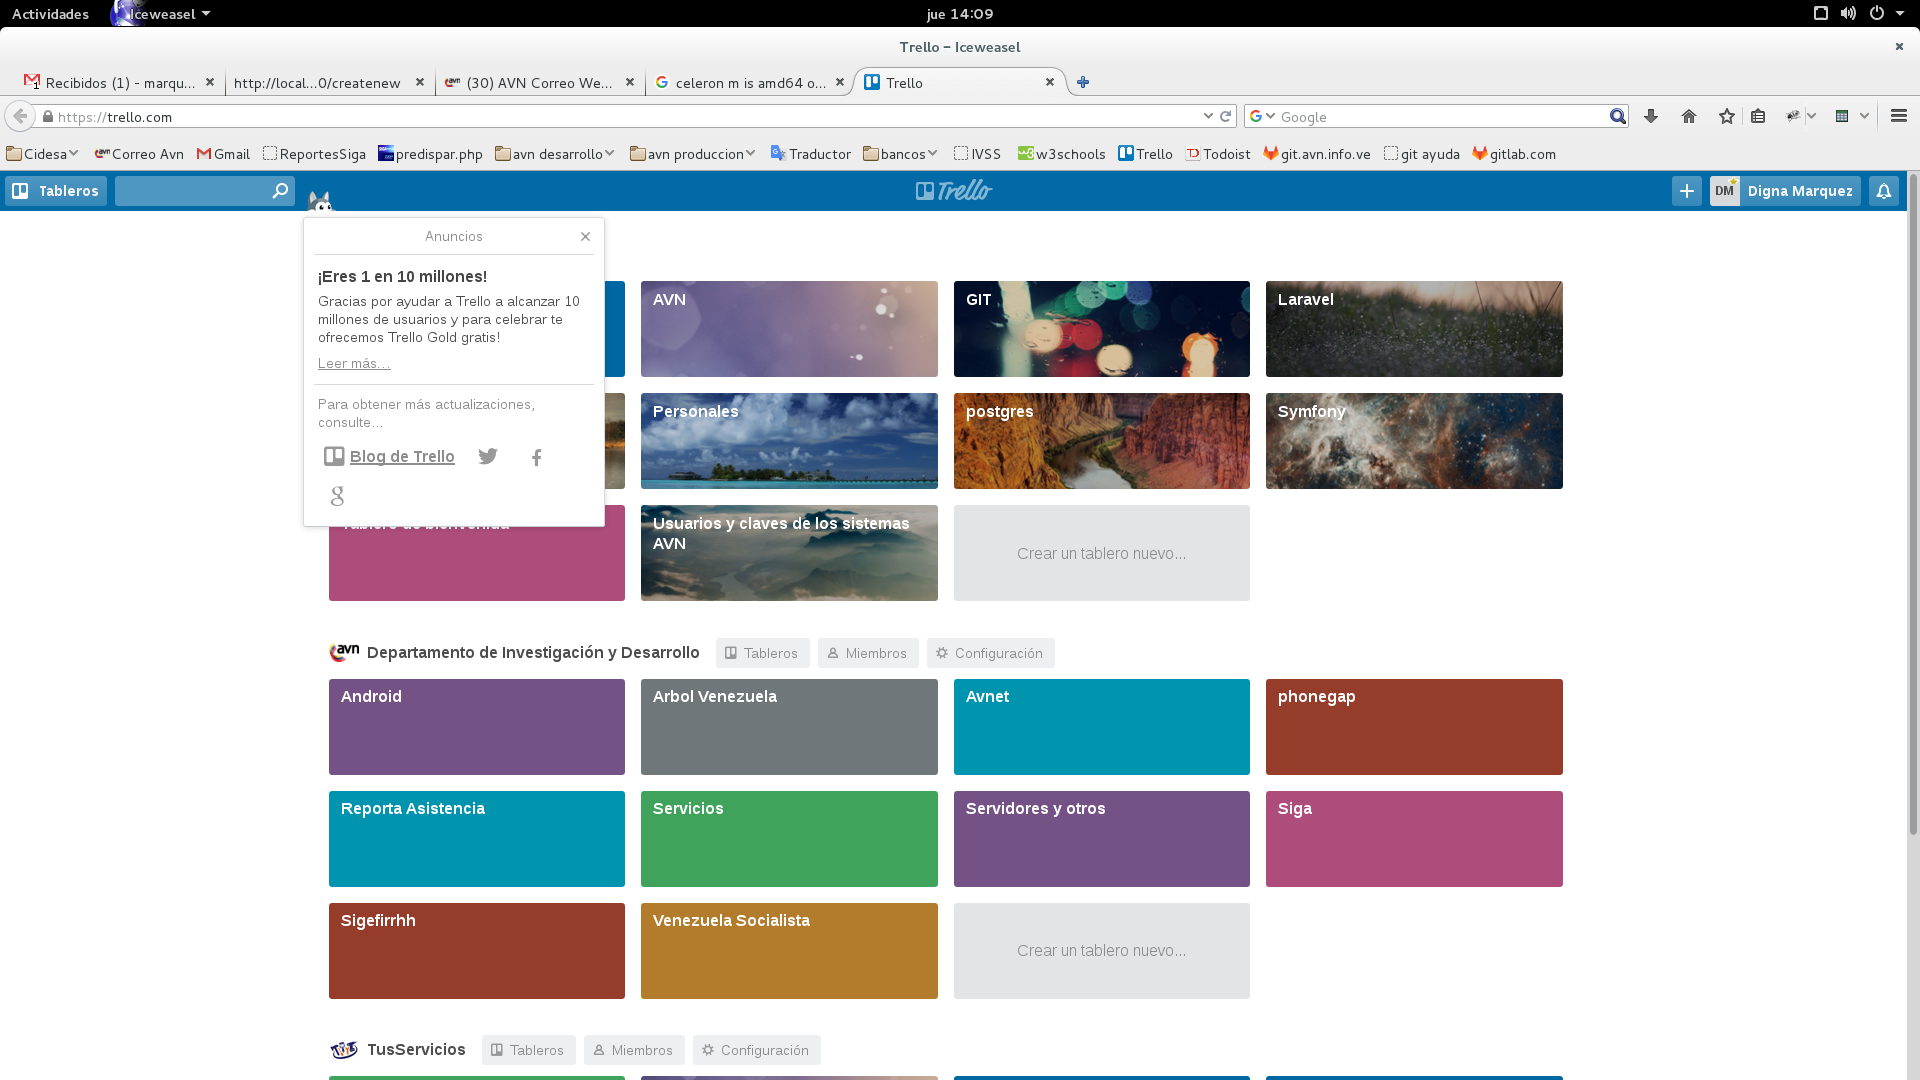 Actividades
Iceweasel
jue 14:09
Trello – Iceweasel
Recibidos (1) - marqu...
http://local...0/createnew
(30) AVN Correo We...
celeron m is amd64 o...
Trello
https://trello.com
Google
Cidesa
Correo Avn
Gmail
ReportesSiga
predispar.php
avn desarrollo
avn produccion
Traductor
bancos
IVSS
w3schools
Trello
Todoist
git.avn.info.ve
git ayuda
gitlab.com
Tableros
Trello
DM
Digna Marquez
Anuncios
¡Eres 1 en 10 millones!
Gracias por ayudar a Trello a alcanzar 10
millones de usuarios y para celebrar te
ofrecemos Trello Gold gratis!
Leer más...
Para obtener más actualizaciones,
consulte...
Blog de Trello
AVN
GIT
Laravel
Personales
postgres
Symfony
Tablero de bienvenida
Usuarios y claves de los sistemas
AVN
Crear un tablero nuevo...
avn
Departamento de Investigación y Desarrollo
Tableros
Miembros
Configuración
Android
Arbol Venezuela
Avnet
phonegap
Reporta Asistencia
Servicios
Servidores y otros
Siga
Sigefirrhh
Venezuela Socialista
Crear un tablero nuevo...
TusServicios
Tableros
Miembros
Configuración